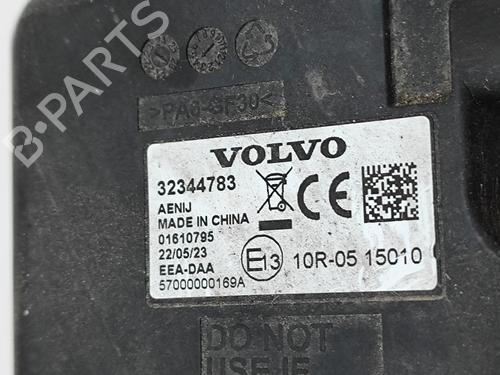 >PA6-GF30<
VOLVO
32344783
AENIJ
MADE IN CHINA
01610795
22/05/23
EEA-DAA
57000000169A
CE
E13
10R-05 15010
DO NOT
USE IF
B-PARTS